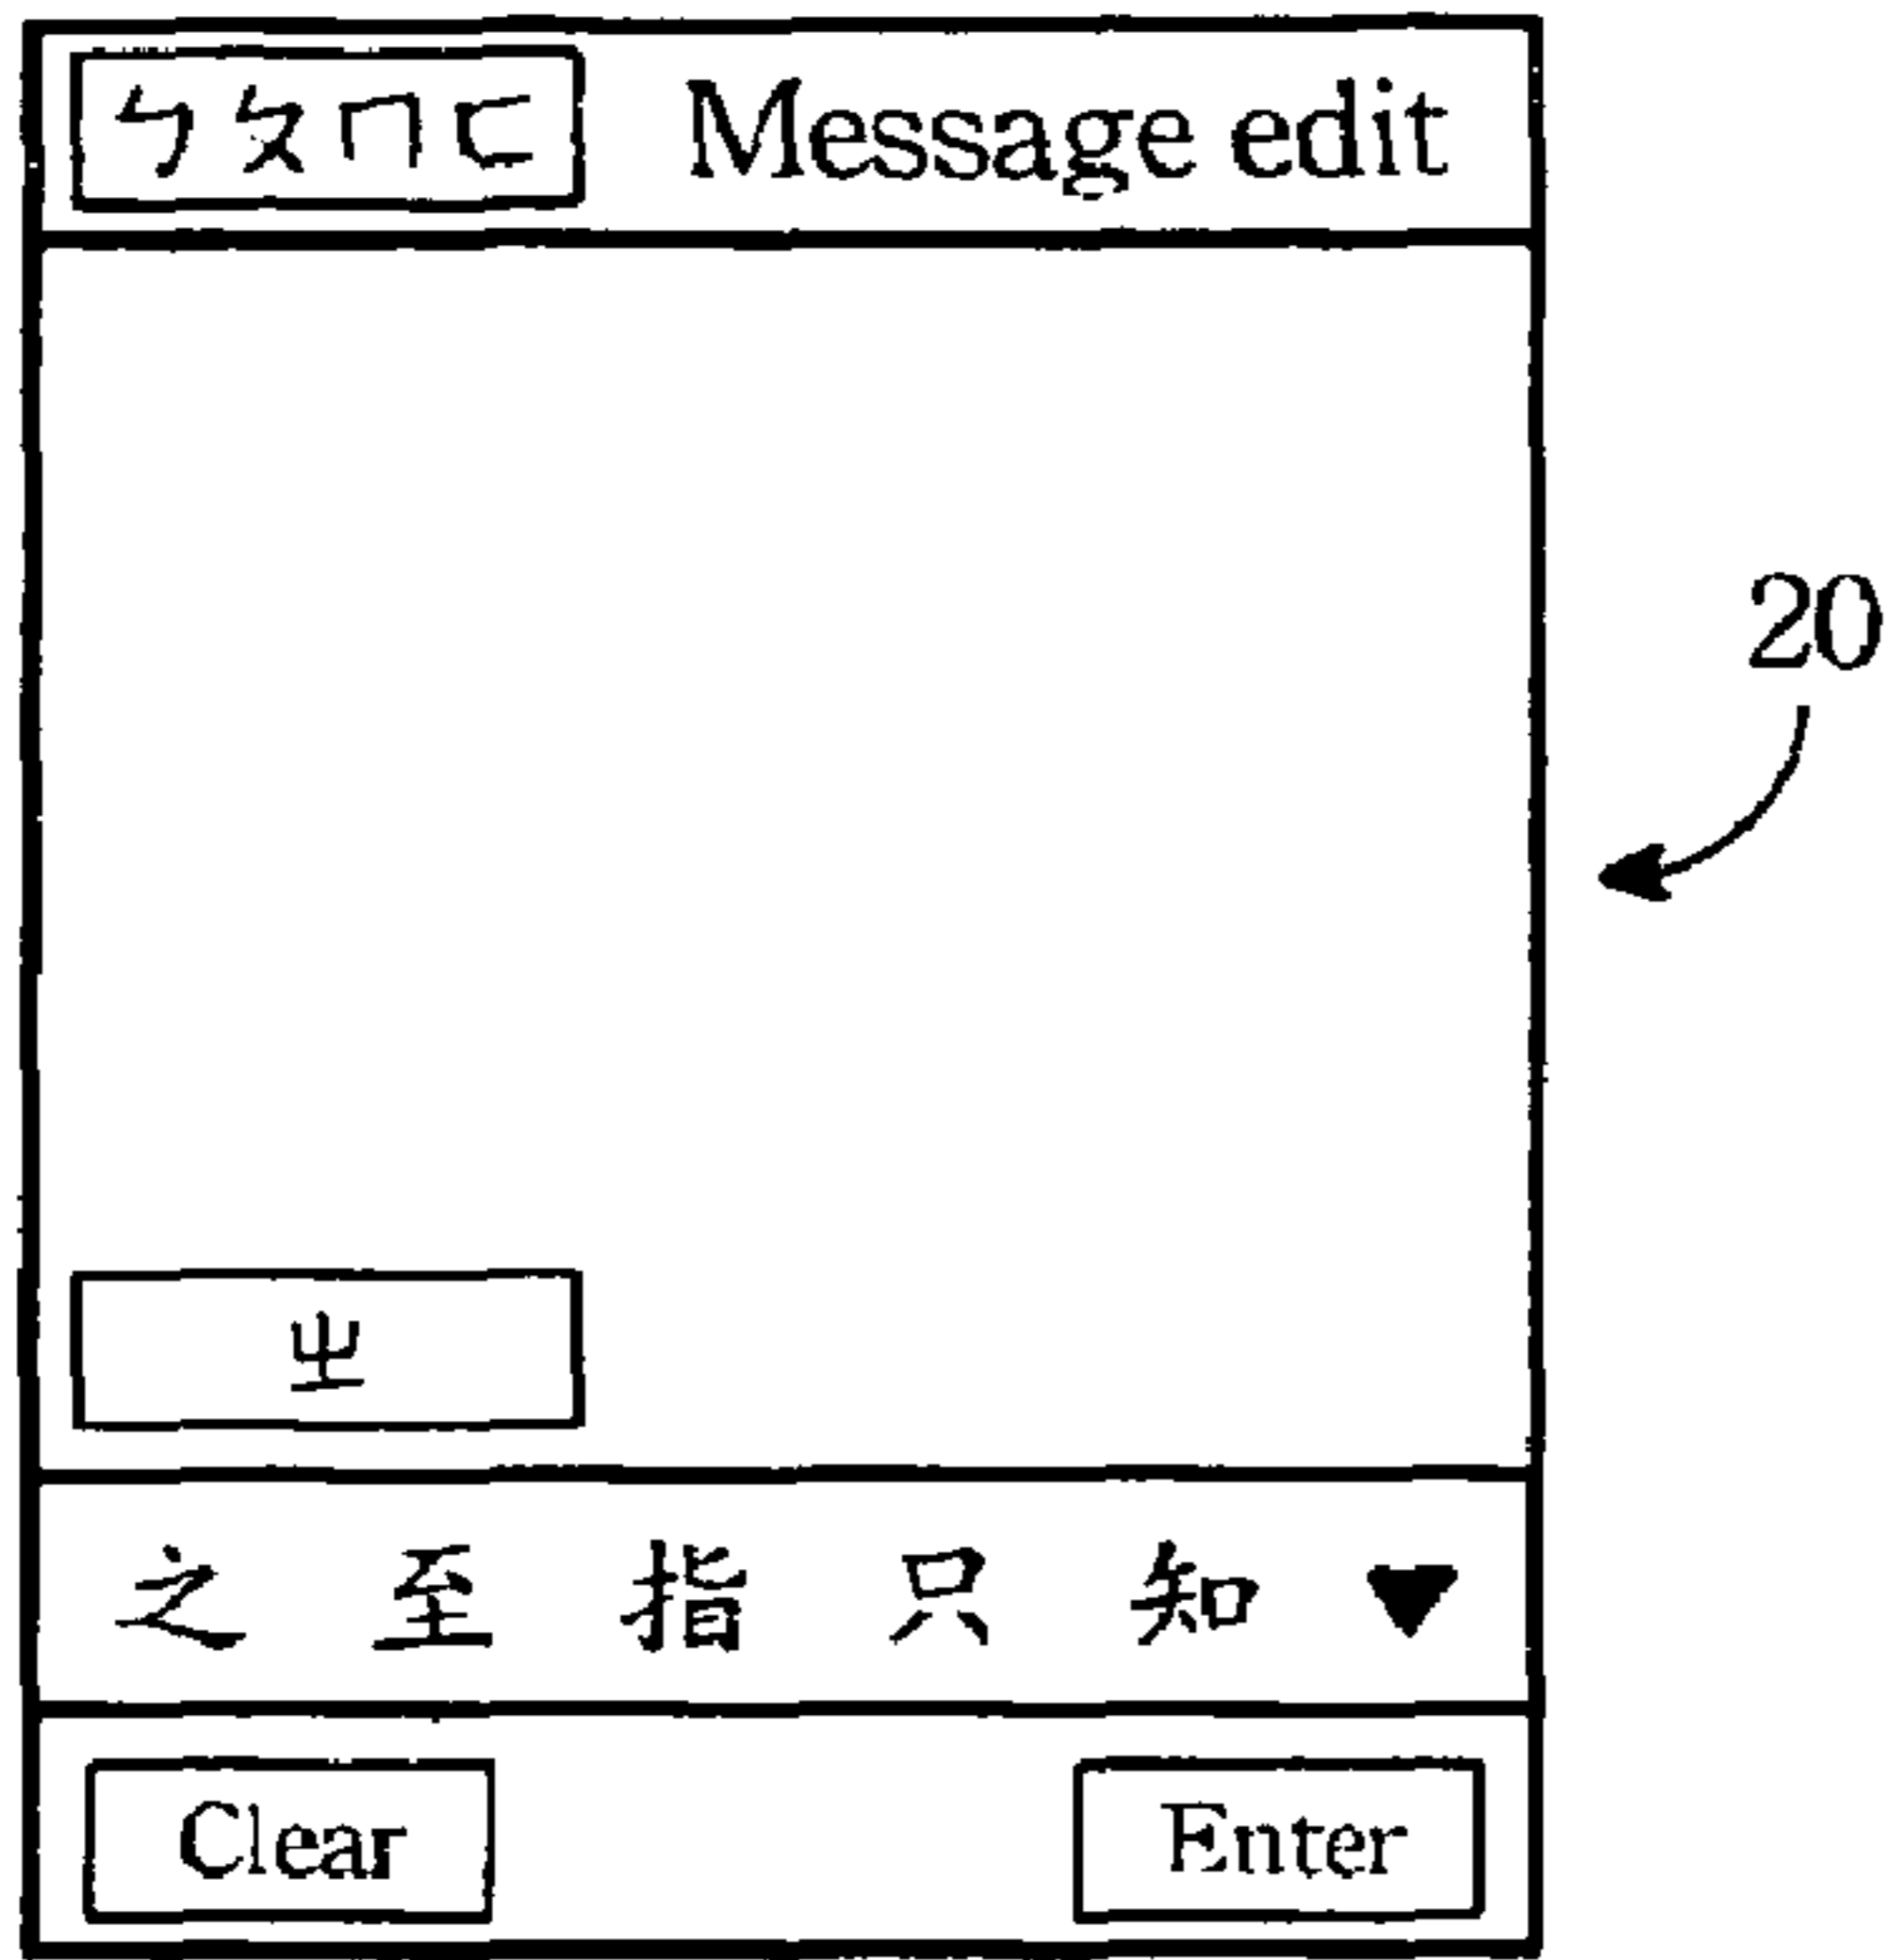 ㄅㄆㄇㄈ Message edit
20
ㄓ
之 至 指 只 知 ▼
Clear Enter